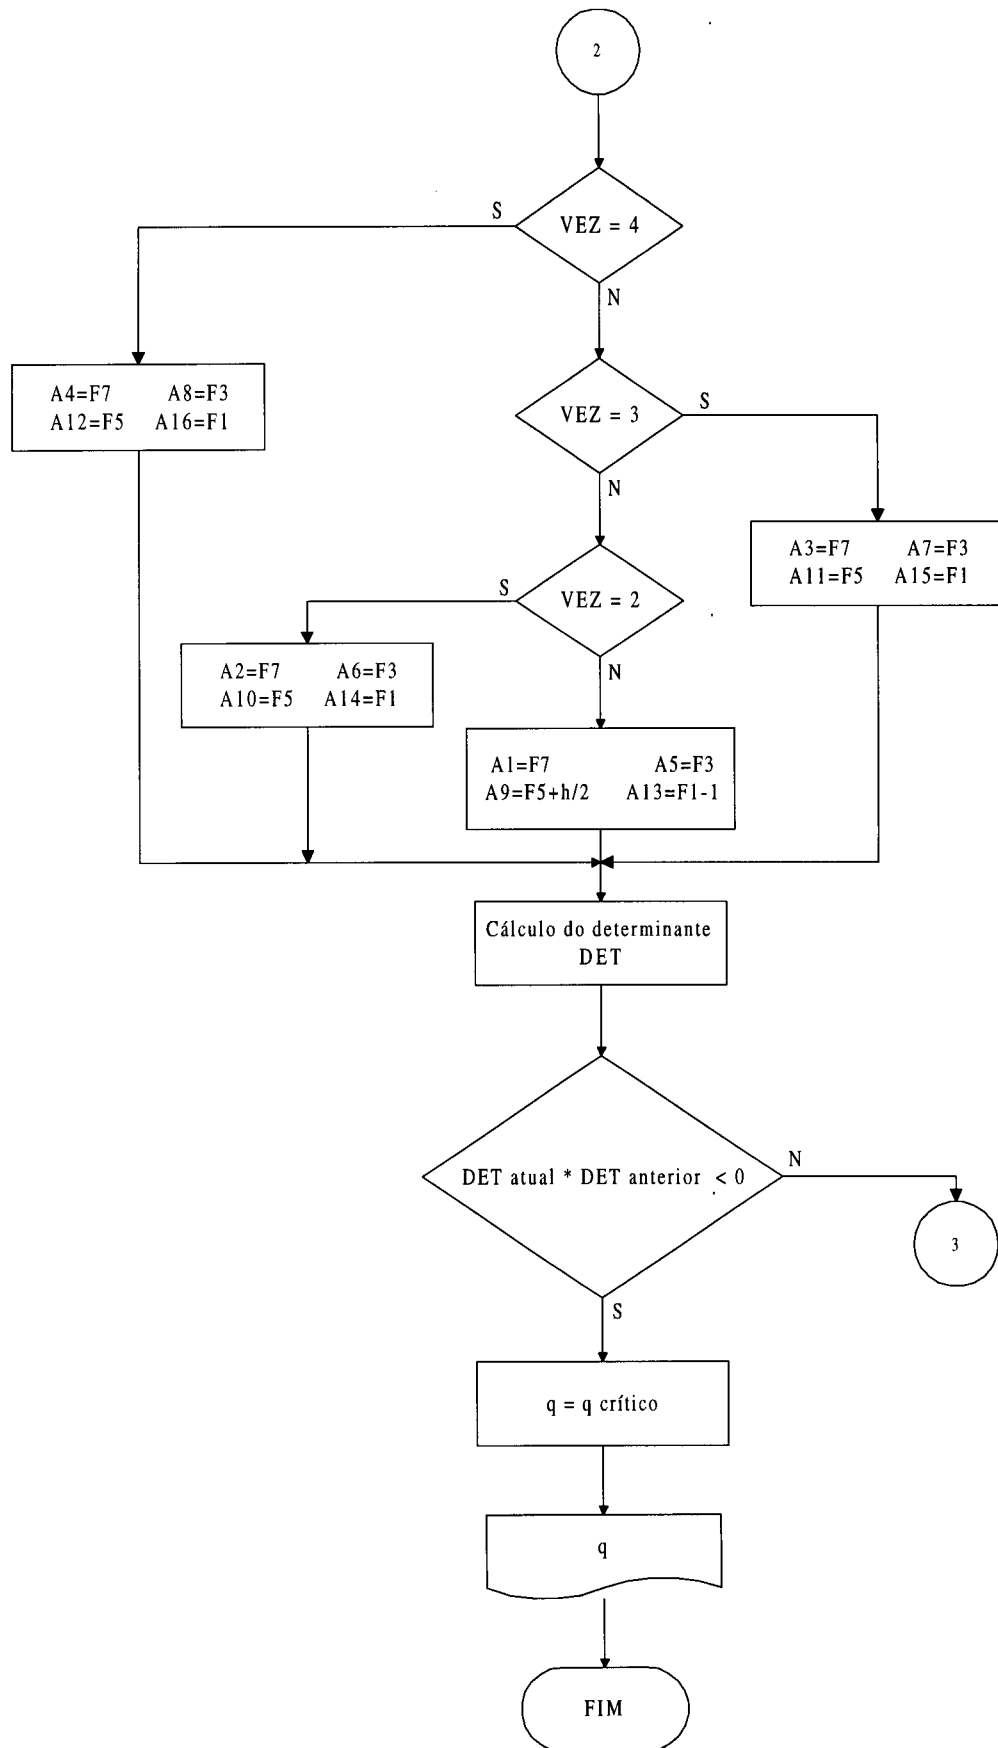 2
VEZ = 4
S
N
A4=F7 A8=F3
A12=F5 A16=F1
VEZ = 3
S
N
A3=F7 A7=F3
A11=F5 A15=F1
VEZ = 2
S
N
A2=F7 A6=F3
A10=F5 A14=F1
A1=F7 A5=F3
A9=F5+h/2 A13=F1-1
Cálculo do determinante
DET
DET atual * DET anterior < 0
N
3
S
q = q crítico
q
FIM